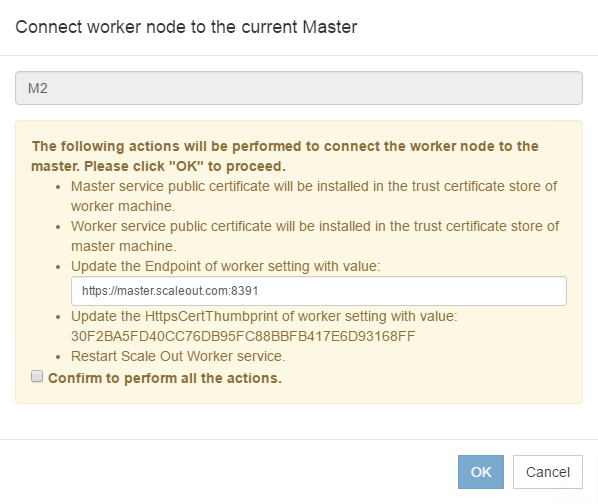 Connect worker node to the current Master
M2
The following actions will be performed to connect the worker node to the
master. Please click "OK" to proceed.
• Master service public certificate will be installed in the trust certificate store of
worker machine.
• Worker service public certificate will be installed in the trust certificate store of
master machine.
• Update the Endpoint of worker setting with value:
https://master.scaleout.com:8391
• Update the HttpsCertThumbprint of worker setting with value:
30F2BA5FD40CC76DB95FC88BBFB417E6D93168FF
• Restart Scale Out Worker service.
Confirm to perform all the actions.
OK Cancel